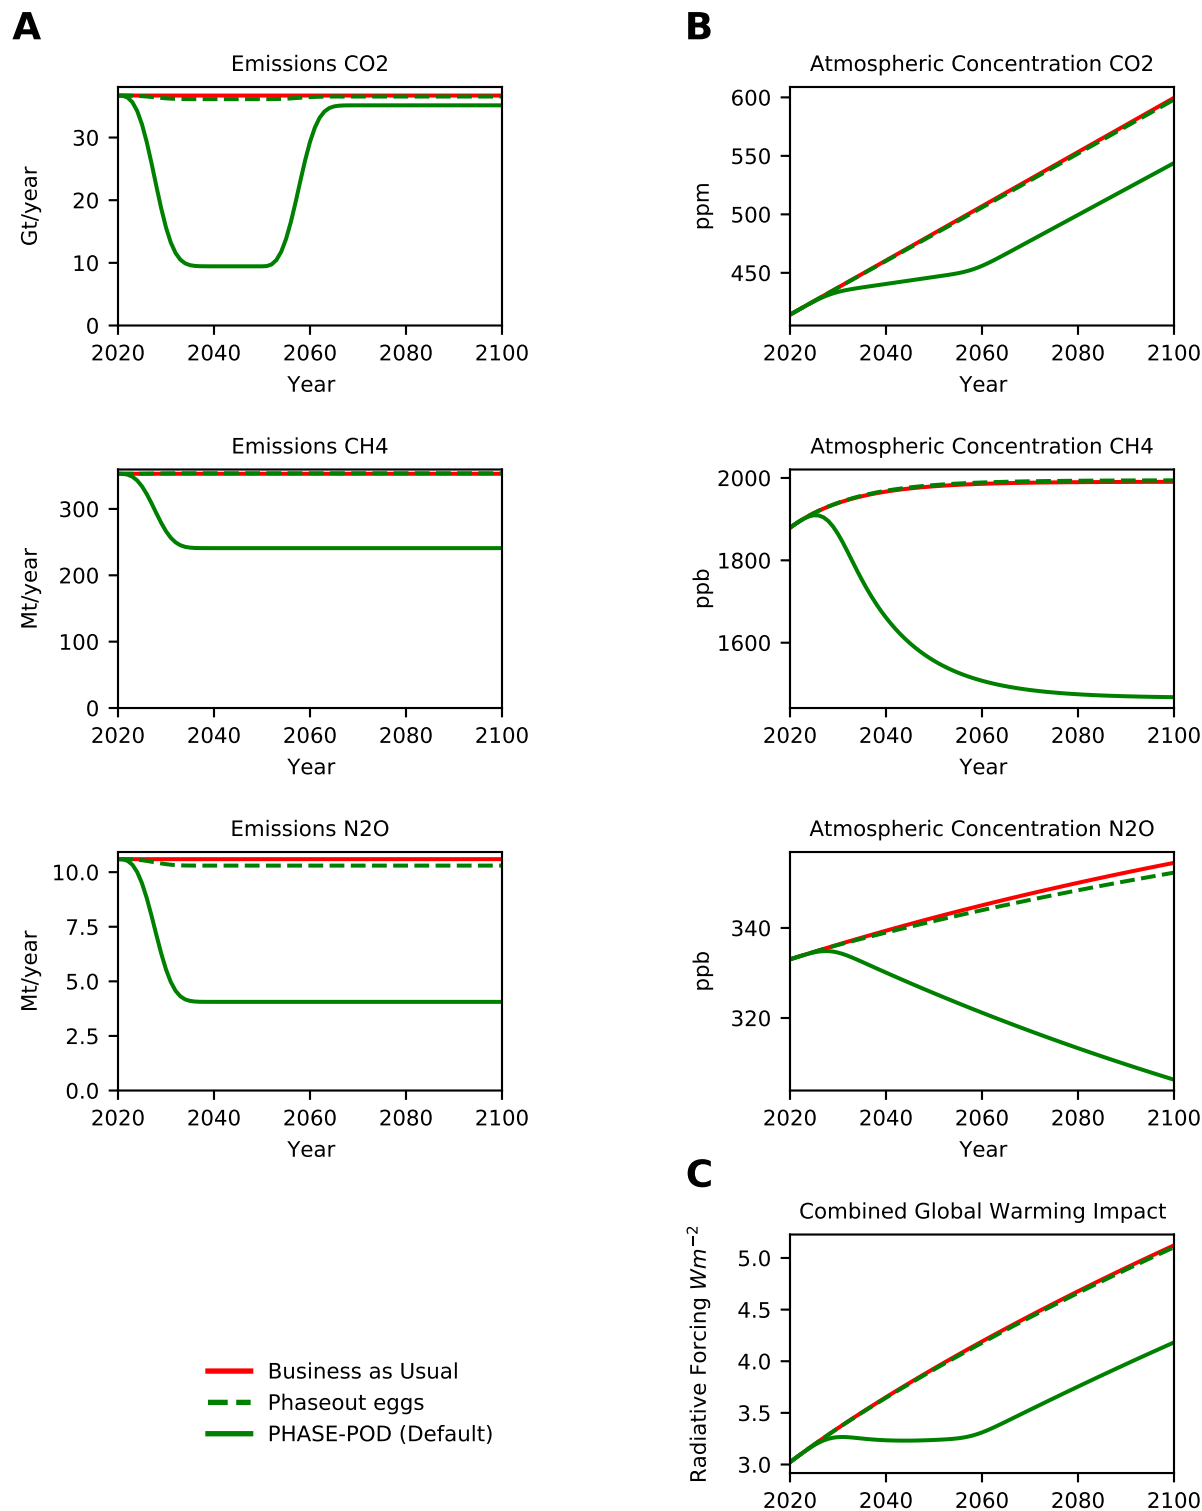 A
Emissions CO2
Gt/year
30
20
10
0
2020 2040 2060 2080 2100
Year
B
Atmospheric Concentration CO2
ppm
600
550
500
450
2020 2040 2060 2080 2100
Year
Emissions CH4
Mt/year
300
200
100
0
2020 2040 2060 2080 2100
Year
Atmospheric Concentration CH4
ppb
2000
1800
1600
2020 2040 2060 2080 2100
Year
Emissions N2O
Mt/year
10.0
7.5
5.0
2.5
0.0
2020 2040 2060 2080 2100
Year
Atmospheric Concentration N2O
ppb
340
320
2020 2040 2060 2080 2100
Year
C
Combined Global Warming Impact
Radiative Forcing Wm⁻²
5.0
4.5
4.0
3.5
3.0
2020 2040 2060 2080 2100
Business as Usual
Phaseout eggs
PHASE-POD (Default)